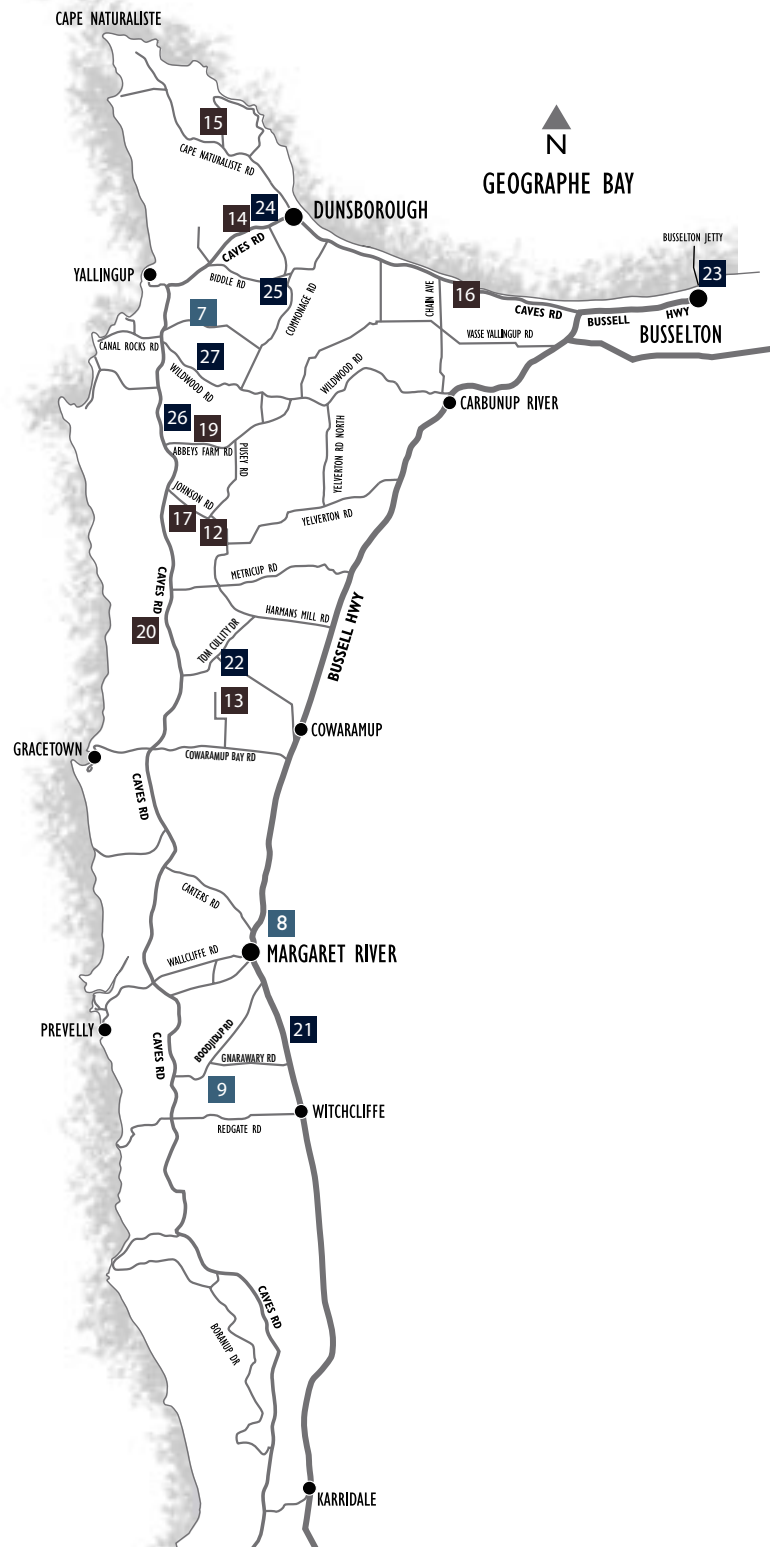 CAPE NATURALISTE
15
CAPE NATURALISTE RD
N
GEOGRAPHE BAY
24
14
DUNSBOROUGH
CAVES RD
BUSSELTON JETTY
23
YALLINGUP
BIDDLE RD
25
COMMONAGE RD
CHAIN AVE
16
CAVES RD
BUSSELL
HWY
BUSSELTON
7
VASSE YALLINGUP RD
CANAL ROCKS RD
27
WILDWOOD RD
WILDWOOD RD
CARBUNUP RIVER
26
19
ABBEYS FARM RD
PUSEY RD
YELVERTON RD NORTH
JOHNSON RD
17
12
YELVERTON RD
CAVES RD
METRICUP RD
HARMANS MILL RD
BUSSELL HWY
20
TOM CULLITY DR
22
13
COWARAMUP
GRACETOWN
COWARAMUP BAY RD
CAVES RD
CARTERS RD
8
WALLCLIFFE RD
MARGARET RIVER
PREVELLY
21
CAVES RD
BOODJIDUP RD
GNARAWARY RD
9
WITCHCLIFFE
REDGATE RD
CAVES RD
BORANUP DR
KARRIDALE